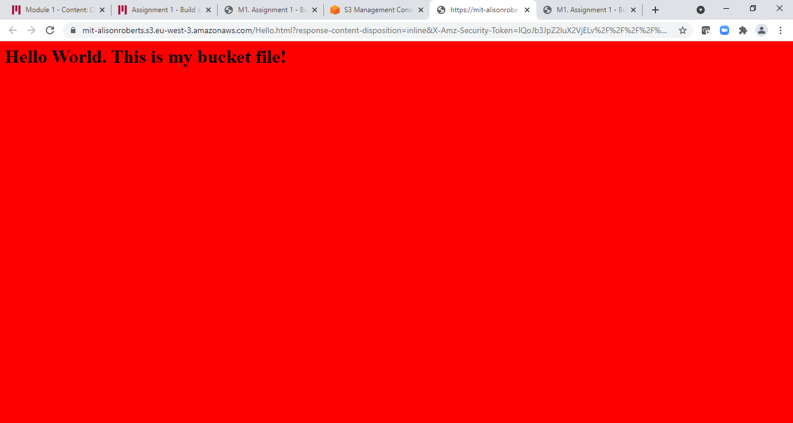 Module 1 - Content: C
Assignment 1 - Build a
M1. Assignment 1 - Bu
S3 Management Cons
https://mit-alisonrobe
M1. Assignment 1 - Bu
mit-alisonroberts.s3.eu-west-3.amazonaws.com/Hello.html?response-content-disposition=inline&X-Amz-Security-Token=IQoJb3JpZ2luX2VjELv%2F%2F%2F%2F%...
Hello World. This is my bucket file!